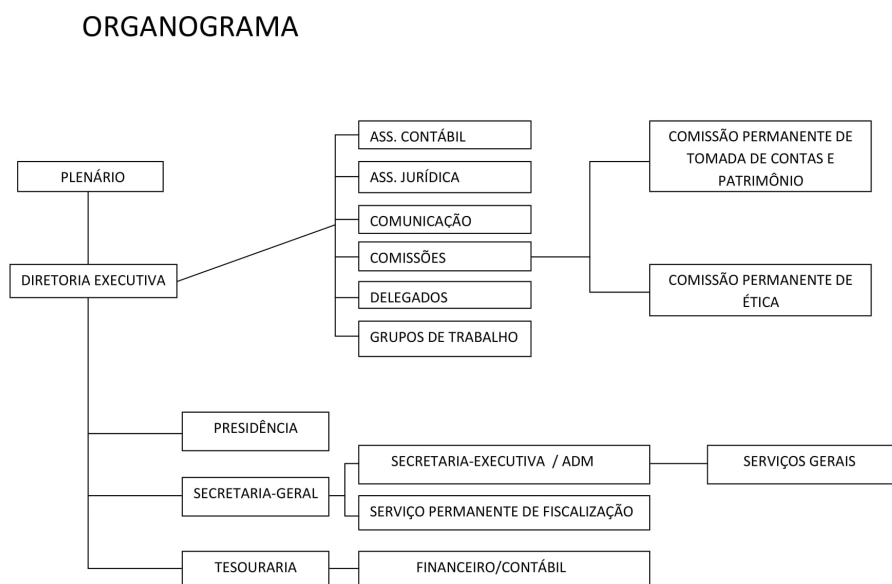 ORGANOGRAMA
PLENÁRIO
DIRETORIA EXECUTIVA
ASS. CONTÁBIL
ASS. JURÍDICA
COMUNICAÇÃO
COMISSÕES
DELEGADOS
GRUPOS DE TRABALHO
COMISSÃO PERMANENTE DE
TOMADA DE CONTAS E
PATRIMÔNIO
COMISSÃO PERMANENTE DE
ÉTICA
PRESIDÊNCIA
SECRETARIA-GERAL
SECRETARIA-EXECUTIVA / ADM
SERVIÇOS GERAIS
SERVIÇO PERMANENTE DE FISCALIZAÇÃO
TESOURARIA
FINANCEIRO/CONTÁBIL